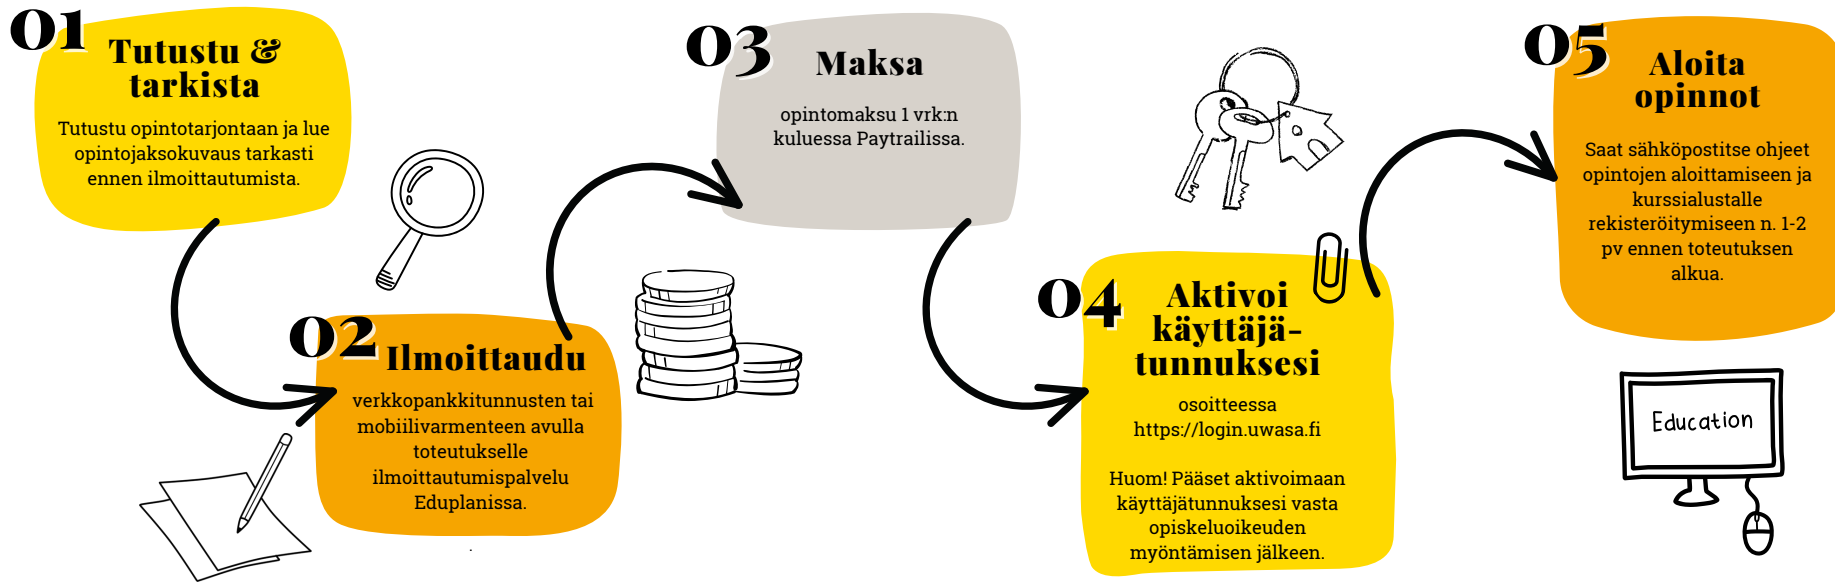 01
Tutustu &
tarkista
Tutustu opintotarjontaan ja lue
opintojaksokuvaus tarkasti
ennen ilmoittautumista.
02
Ilmoittaudu
verkkopankkitunnusten tai
mobiilivarmenteen avulla
toteutukselle
ilmoittautumispalvelu
Eduplanissa.
03
Maksa
opintomaksu 1 vrk:n
kuluessa Paytrailissa.
04
Aktivoi
käyttäjä-
tunnuksesi
osoitteessa
https://login.uwasa.fi
Huom! Pääset aktivoimaan
käyttäjätunnuksesi vasta
opiskeluoikeuden
myöntämisen jälkeen.
05
Aloita
opinnot
Saat sähköpostitse ohjeet
opintojen aloittamiseen ja
kurssialustalle
rekisteröitymiseen n. 1-2
pv ennen toteutuksen
alkua.
Education